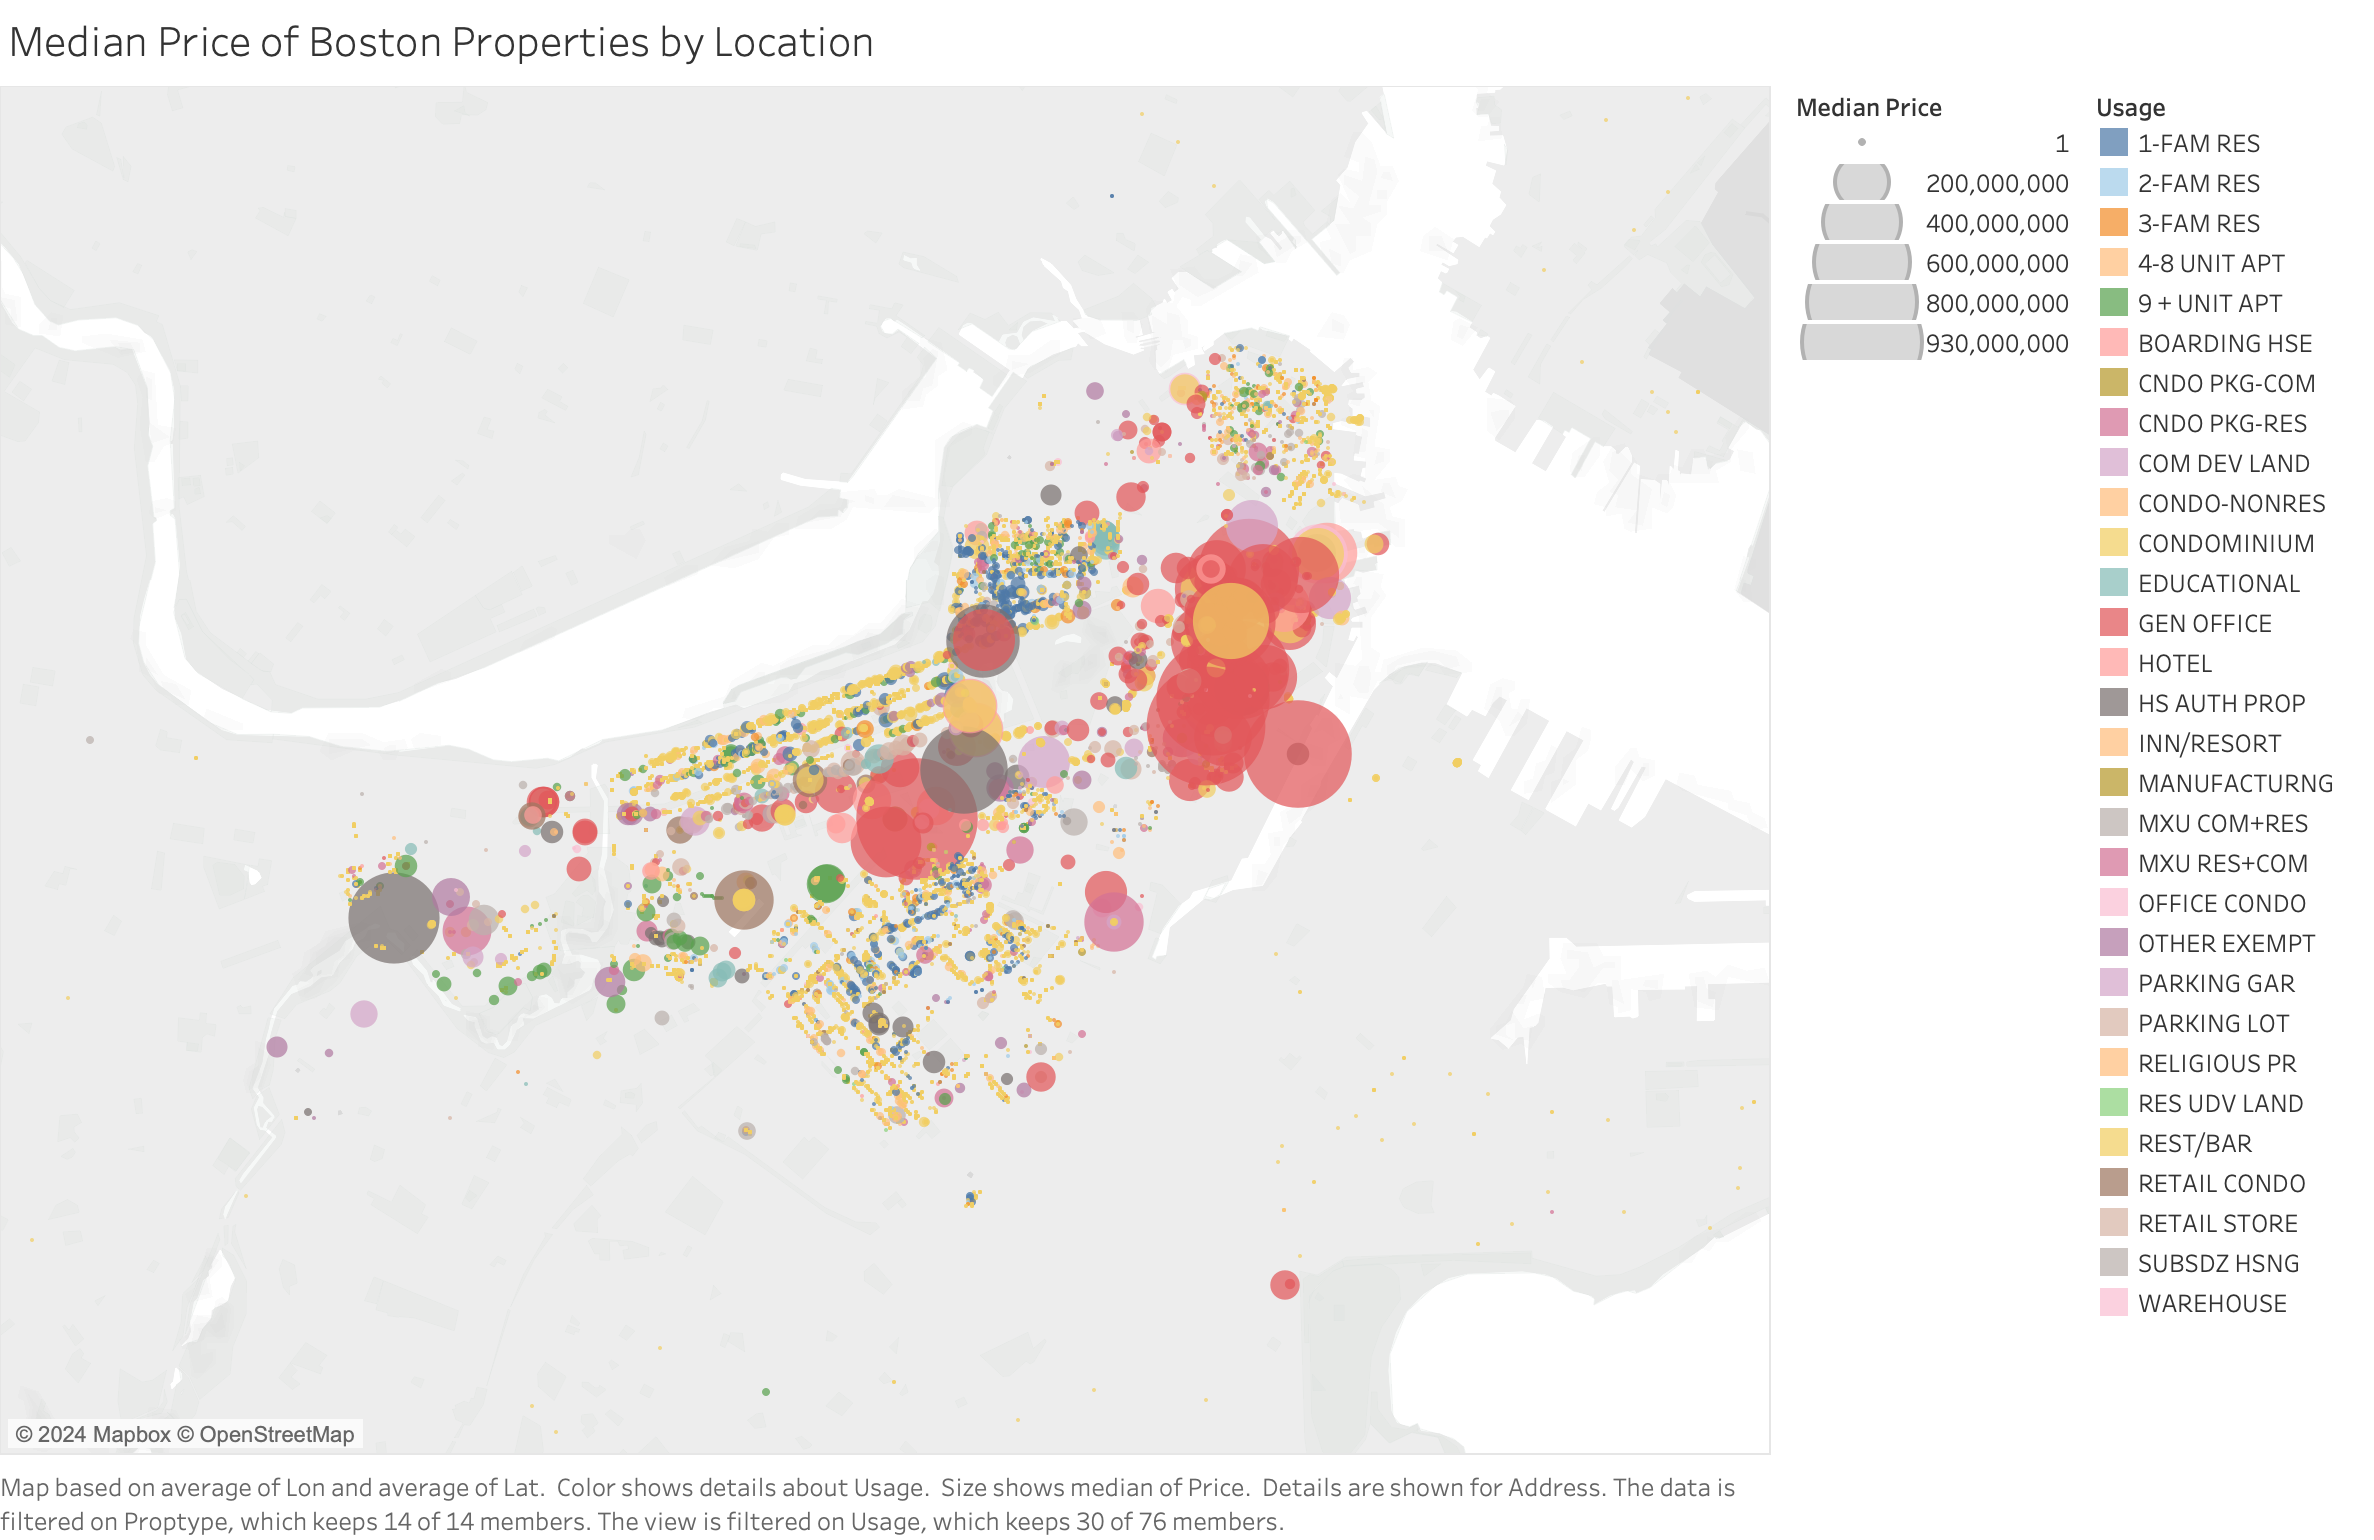 Median Price of Boston Properties by Location
Median Price
1
200,000,000
400,000,000
600,000,000
800,000,000
930,000,000
Usage
1-FAM RES
2-FAM RES
3-FAM RES
4-8 UNIT APT
9 + UNIT APT
BOARDING HSE
CNDO PKG-COM
CNDO PKG-RES
COM DEV LAND
CONDO-NONRES
CONDOMINIUM
EDUCATIONAL
GEN OFFICE
HOTEL
HS AUTH PROP
INN/RESORT
MANUFACTURNG
MXU COM+RES
MXU RES+COM
OFFICE CONDO
OTHER EXEMPT
PARKING GAR
PARKING LOT
RELIGIOUS PR
RES UDV LAND
REST/BAR
RETAIL CONDO
RETAIL STORE
SUBSDZ HSNG
WAREHOUSE
© 2024 Mapbox © OpenStreetMap
Map based on average of Lon and average of Lat.  Color shows details about Usage.  Size shows median of Price.  Details are shown for Address. The data is
filtered on Proptype, which keeps 14 of 14 members. The view is filtered on Usage, which keeps 30 of 76 members.